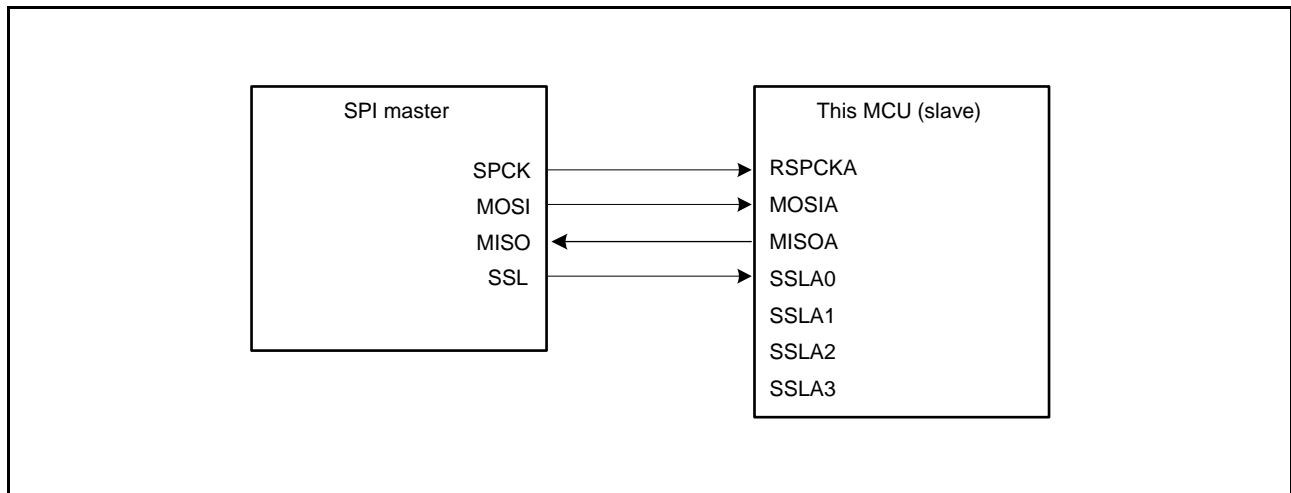 SPI master
SPCK
MOSI
MISO
SSL
This MCU (slave)
RSPCKA
MOSIA
MISOA
SSLA0
SSLA1
SSLA2
SSLA3